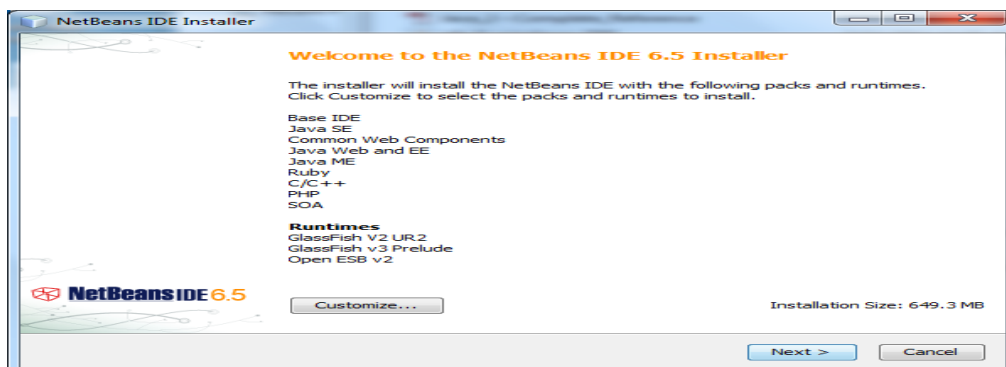 NetBeans IDE Installer
Welcome to the NetBeans IDE 6.5 Installer
The installer will install the NetBeans IDE with the following packs and runtimes.
Click Customize to select the packs and runtimes to install.
Base IDE
Java SE
Common Web Components
Java Web and EE
Java ME
Ruby
C/C++
PHP
SOA
Runtimes
GlassFish V2 UR2
GlassFish v3 Prelude
Open ESB v2
NetBeans IDE 6.5
Customize...
Installation Size: 649.3 MB
Next >
Cancel